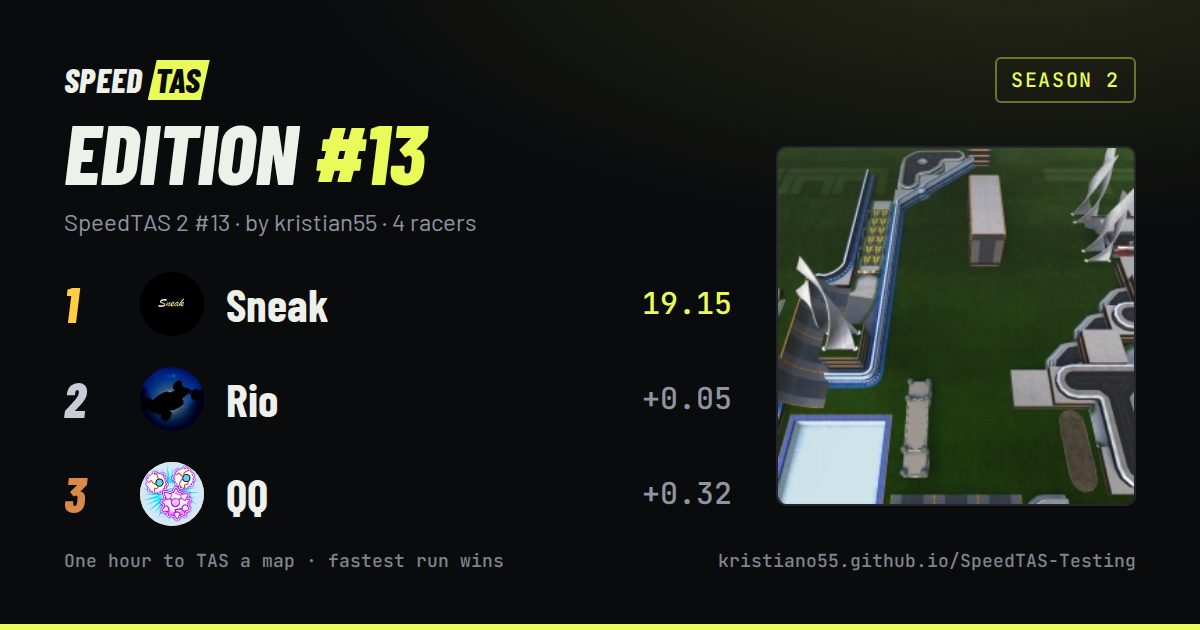 SPEED TAS
SEASON 2
EDITION #13
SpeedTAS 2 #13 · by kristian55 · 4 racers
1 Sneak Sneak 19.15
2 Rio +0.05
3 QQ +0.32
One hour to TAS a map · fastest run wins
kristiano55.github.io/SpeedTAS-Testing